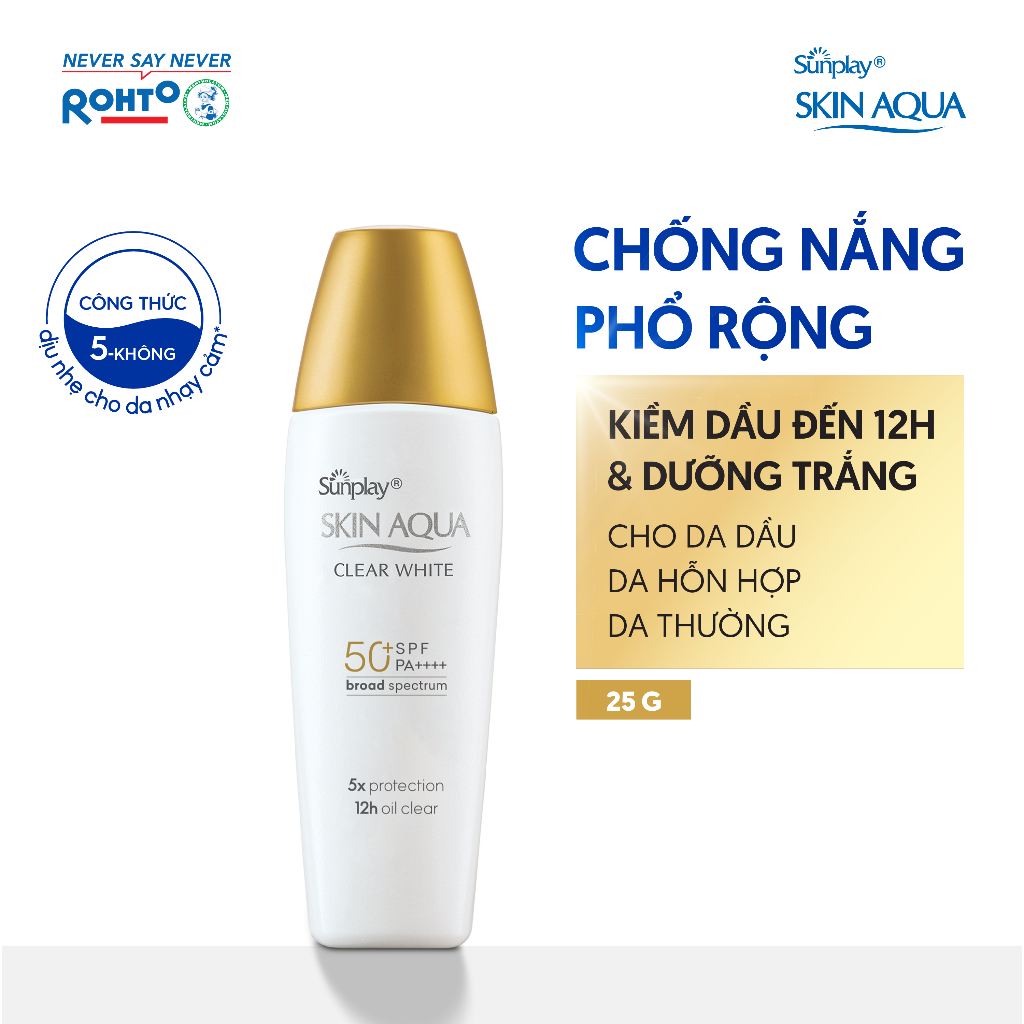 NEVER SAY NEVER
ROHTO
Sunplay®
SKIN AQUA
CÔNG THỨC
5-KHÔNG
dịu nhẹ cho da nhạy cảm*
CHỐNG NẮNG
PHỔ RỘNG
KIỀM DẦU ĐẾN 12H
& DƯỠNG TRẮNG
CHO DA DẦU
DA HỖN HỢP
DA THƯỜNG
25 G
Sunplay®
SKIN AQUA
CLEAR WHITE
50+ SPF
PA++++
broad spectrum
5x protection
12h oil clear